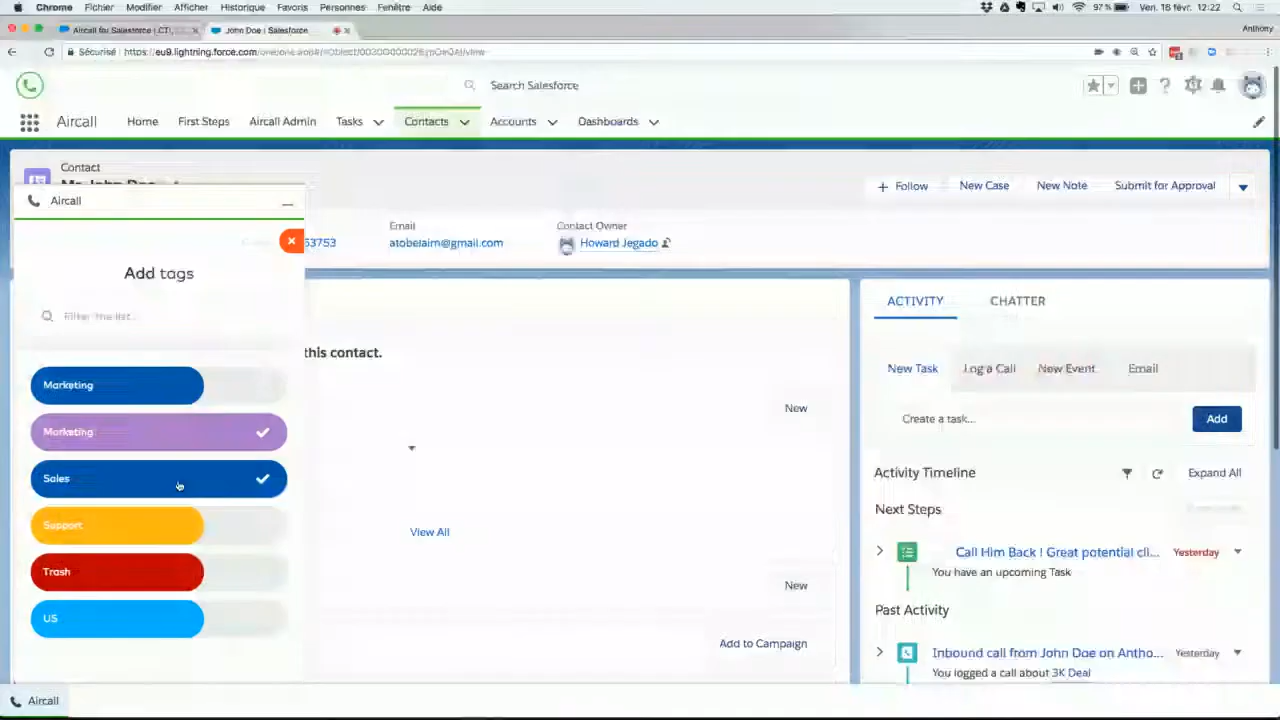 Chrome Fichier Modifier Afficher Historique Favoris Personnes Fenêtre Aide 97 % Ven. 18 févr. 12:22
Aircall for Salesforce | CTI John Doe | Salesforce Anthony
Sécurisé https://eu9.lightning.force.com/
Search Salesforce
Aircall Home First Steps Aircall Admin Tasks Contacts Accounts Dashboards
Contact
Mr John Doe
Follow New Case New Note Submit for Approval
Aircall
Email Contact Owner
53753 atobelaim@gmail.com Howard Jegado
Add tags
Filter the list...
Marketing
Marketing
Sales
Support
Trash
US
this contact.
New
View All
New
Add to Campaign
ACTIVITY CHATTER
New Task Log a Call New Event Email
Create a task... Add
Activity Timeline Expand All
Next Steps
Call Him Back ! Great potential cli... Yesterday
You have an upcoming Task
Past Activity
Inbound call from John Doe on Antho... Yesterday
You logged a call about 3K Deal
Aircall